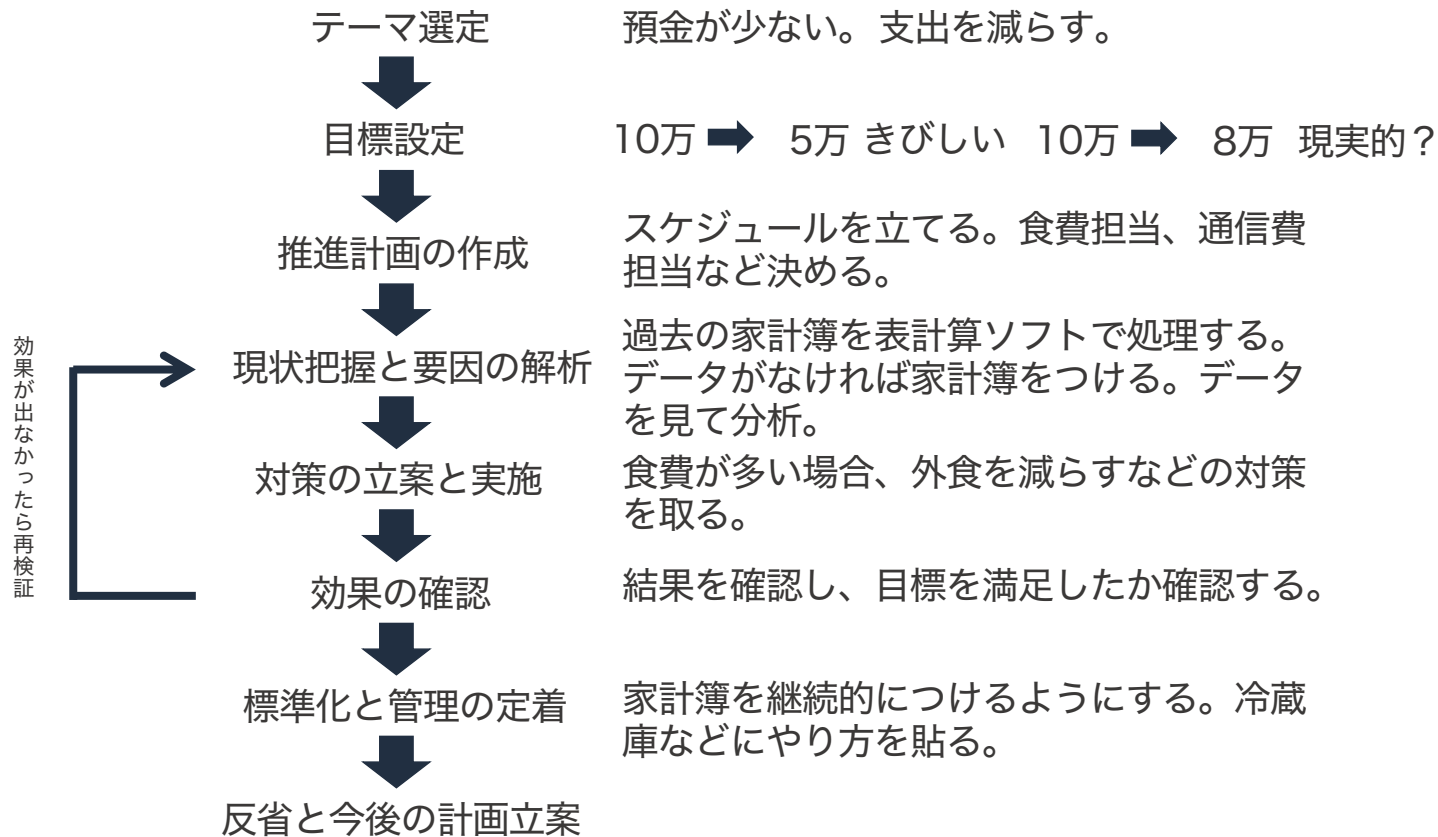 テーマ選定
預金が少ない。支出を減らす。
目標設定
10万 ➡ 5万 きびしい 10万 ➡ 8万 現実的？
推進計画の作成
スケジュールを立てる。食費担当、通信費
担当など決める。
現状把握と要因の解析
過去の家計簿を表計算ソフトで処理する。
データがなければ家計簿をつける。データ
を見て分析。
対策の立案と実施
食費が多い場合、外食を減らすなどの対策
を取る。
効果の確認
結果を確認し、目標を満足したか確認する。
効果が出なかったら再検証
標準化と管理の定着
家計簿を継続的につけるようにする。冷蔵
庫などにやり方を貼る。
反省と今後の計画立案